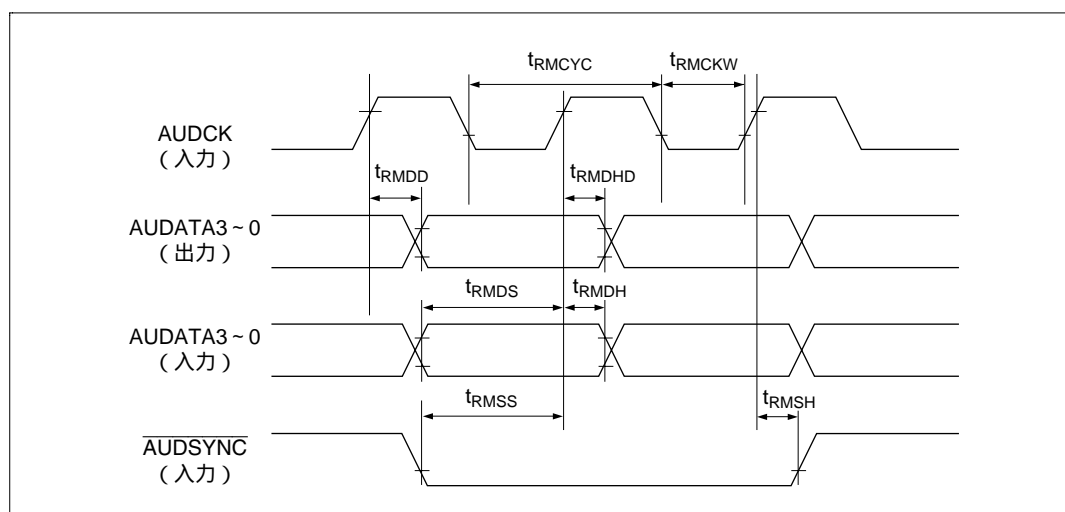 tRMCYC
tRMCKW
AUDCK
(入力)
tRMDD
tRMDHD
AUDATA3~0
(出力)
tRMDS
tRMDH
AUDATA3~0
(入力)
tRMSS
tRMSH
AUDSYNC
(入力)